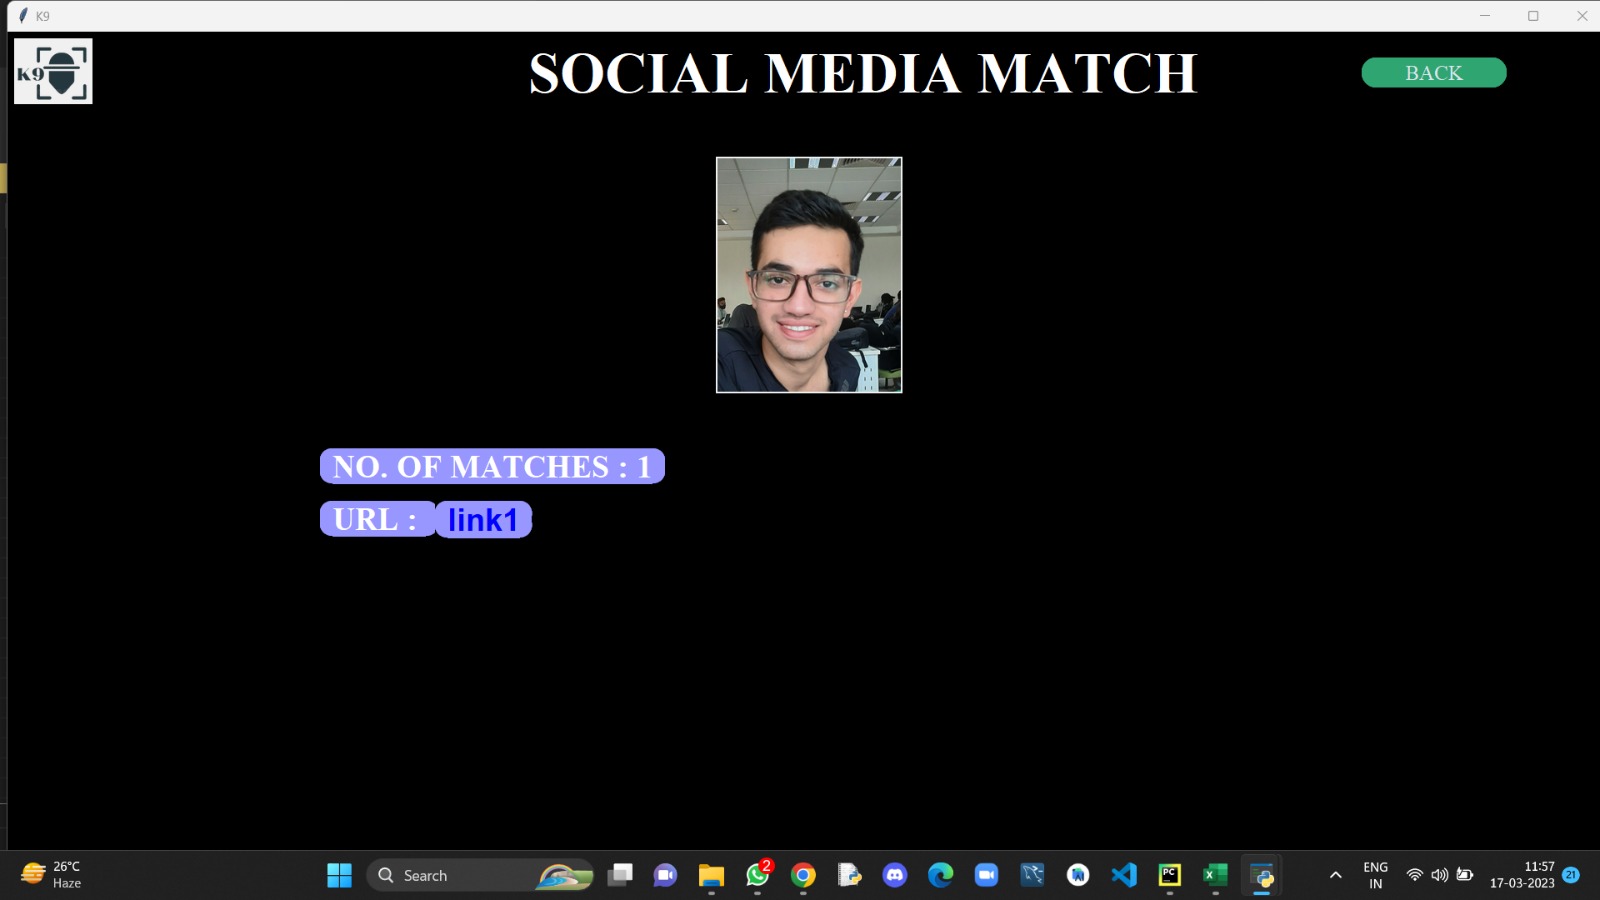 K9
K9
SOCIAL MEDIA MATCH
BACK
NO. OF MATCHES : 1
URL :
link1
26°C
Haze
Search
2
PC
X
ENG
IN
11:57
17-03-2023
21